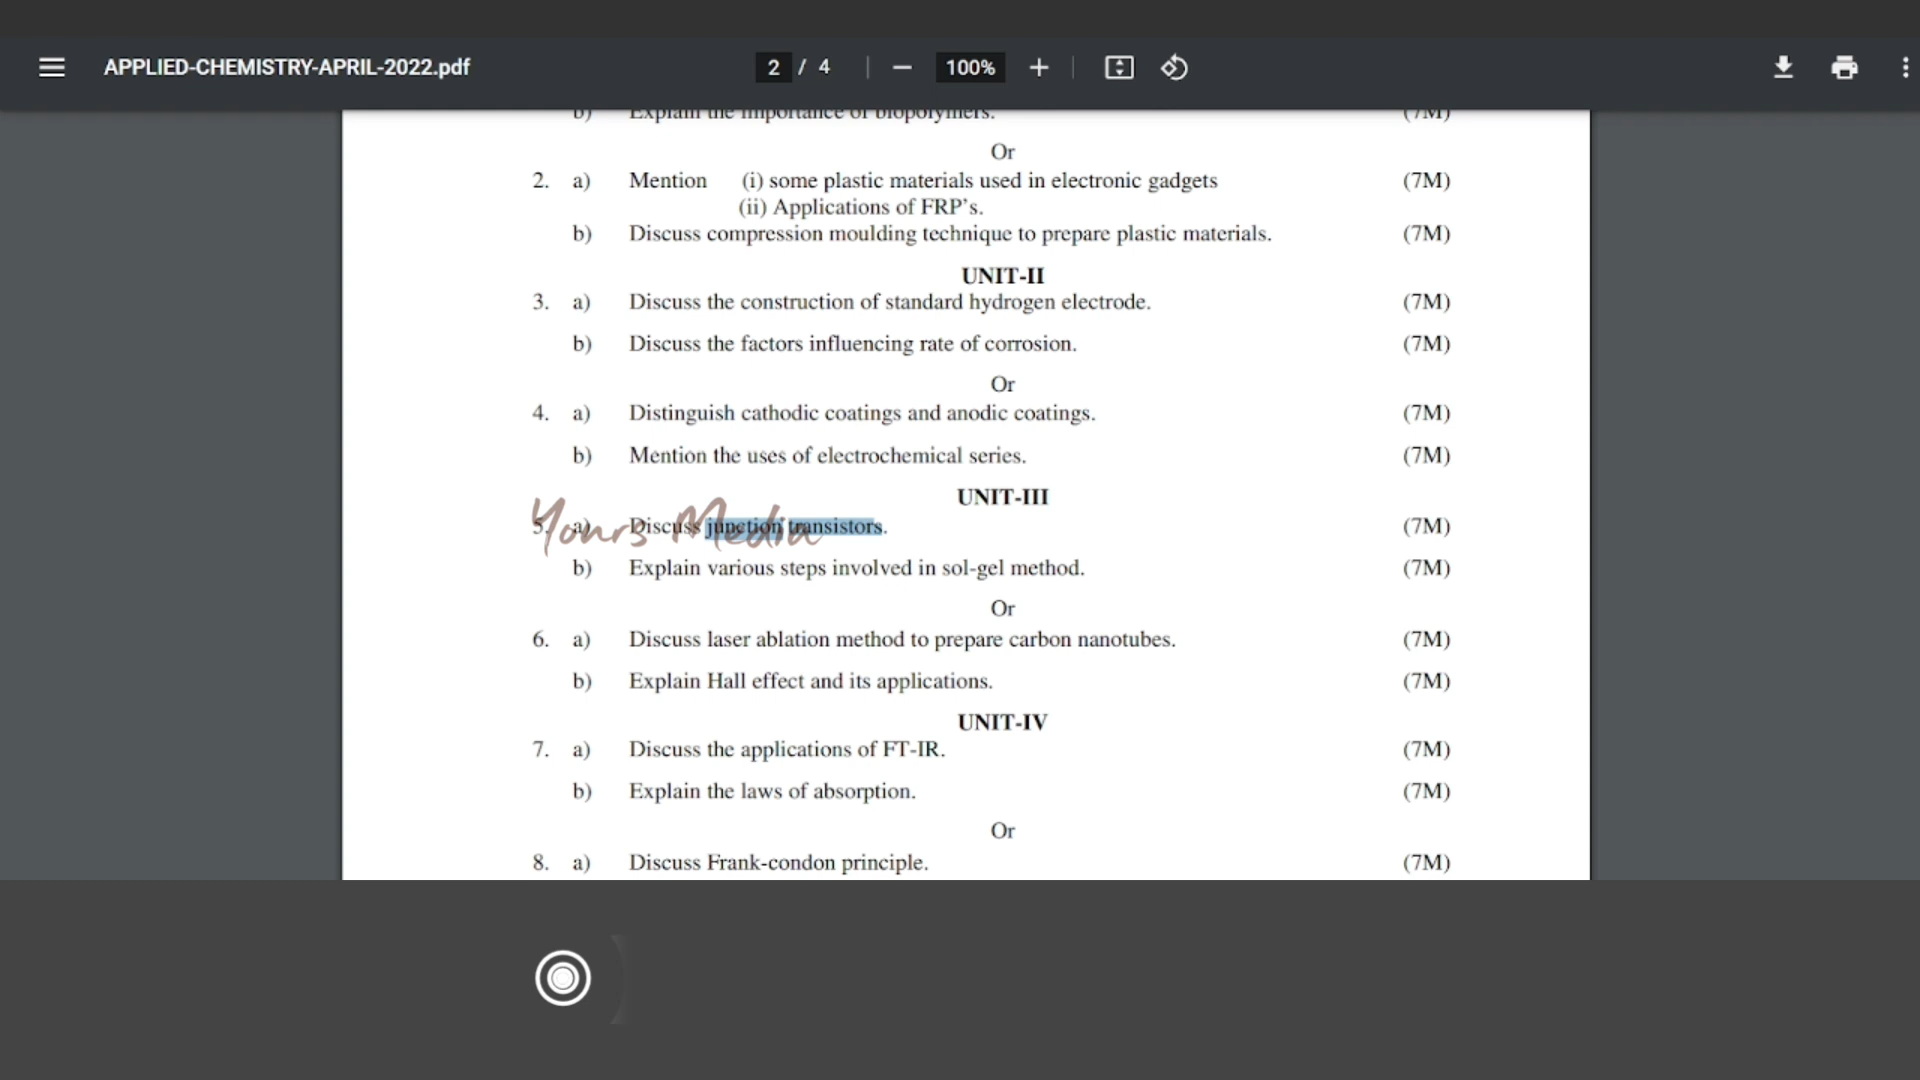 APPLIED-CHEMISTRY-APRIL-2022.pdf 2 / 4 100%
b) Explain the importance of biopolymers. (7M)
Or
2. a) Mention (i) some plastic materials used in electronic gadgets (7M)
(ii) Applications of FRP's.
b) Discuss compression moulding technique to prepare plastic materials. (7M)
UNIT-II
3. a) Discuss the construction of standard hydrogen electrode. (7M)
b) Discuss the factors influencing rate of corrosion. (7M)
Or
4. a) Distinguish cathodic coatings and anodic coatings. (7M)
b) Mention the uses of electrochemical series. (7M)
UNIT-III
5. a) Discuss junction transistors. (7M)
Yours Media
b) Explain various steps involved in sol-gel method. (7M)
Or
6. a) Discuss laser ablation method to prepare carbon nanotubes. (7M)
b) Explain Hall effect and its applications. (7M)
UNIT-IV
7. a) Discuss the applications of FT-IR. (7M)
b) Explain the laws of absorption. (7M)
Or
8. a) Discuss Frank-condon principle. (7M)